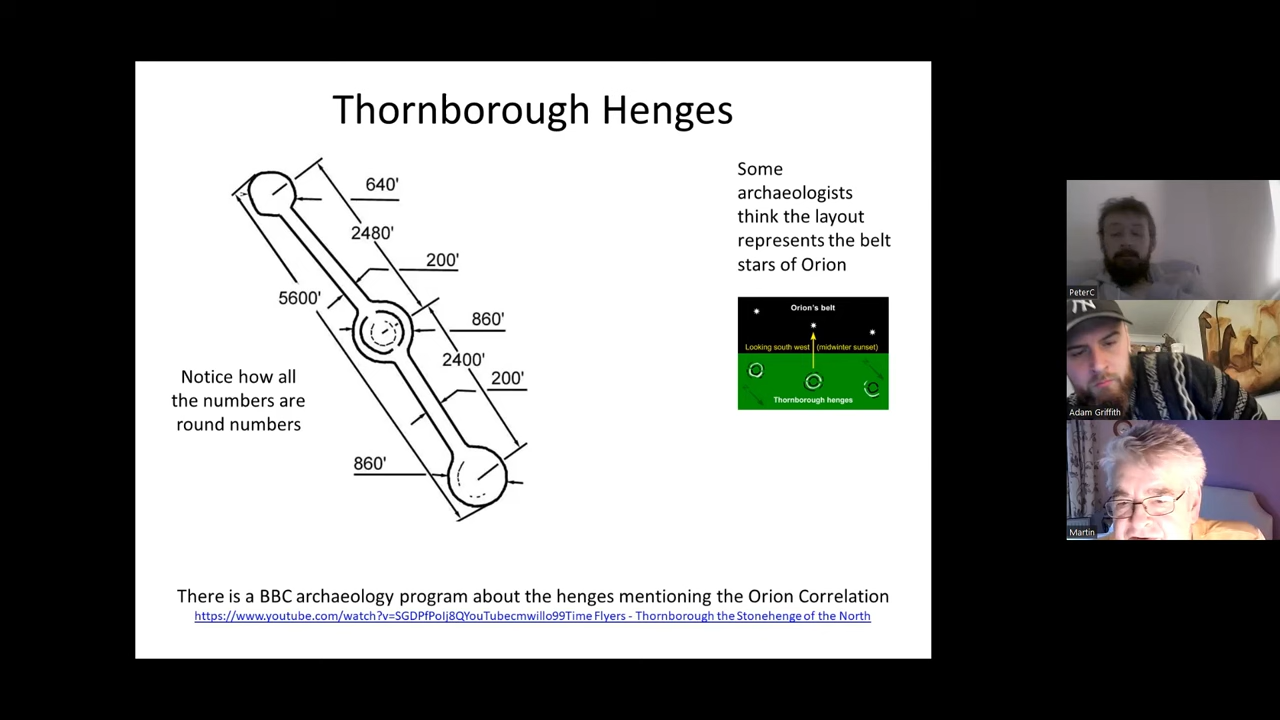 Thornborough Henges
640'
2480'
200'
5600'
860'
2400'
200'
860'
Notice how all
the numbers are
round numbers
Some
archaeologists
think the layout
represents the belt
stars of Orion
Orion's belt
Looking south west (midwinter sunset)
Thornborough henges
There is a BBC archaeology program about the henges mentioning the Orion Correlation
https://www.youtube.com/watch?v=SGDPfPoIj8QYouTubecmwillo99Time Flyers - Thornborough the Stonehenge of the North
PeterC
Adam Griffith
Martin